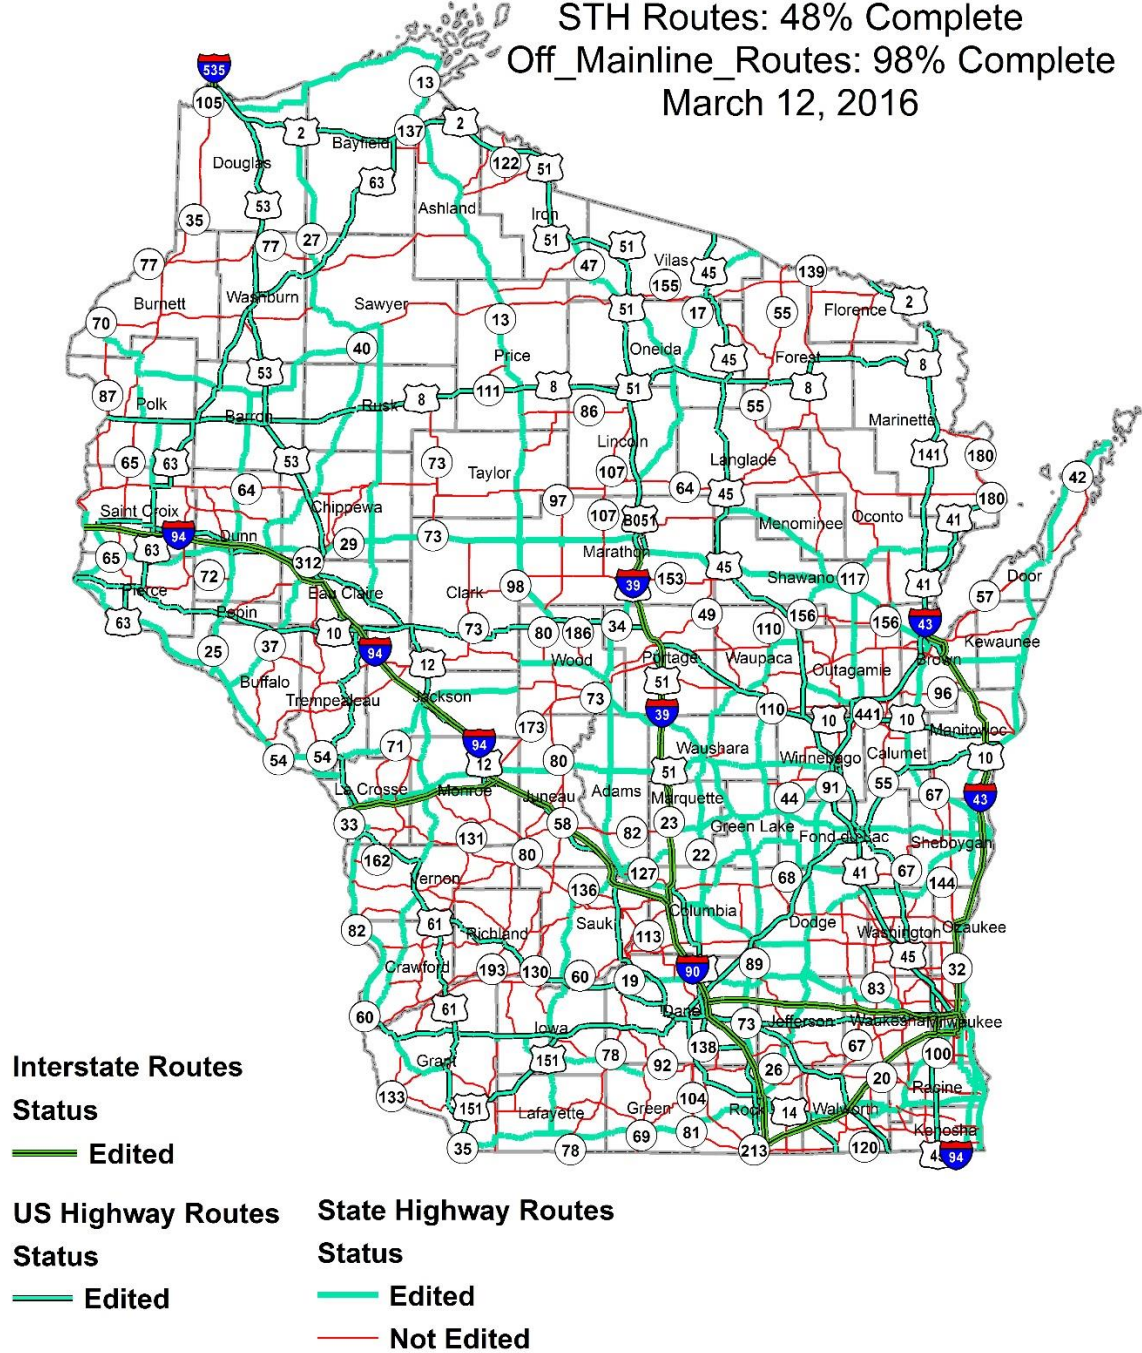 STH Routes: 48% Complete
Off_Mainline_Routes: 98% Complete
March 12, 2016
535
13
105
2
137
2
Bayfield
Douglas
122
51
63
53
Ashland
Iron
35
77
27
51
51
77
47
Vilas
45
139
155
Burnett
Washburn
Sawyer
51
17
55
Florence
2
70
13
40
Price
Oneida
45
Forest
8
53
87
Polk
Barron
Rusk
8
111
8
51
8
86
55
Marinette
Lincoln
65
63
53
73
Taylor
107
Langlade
141
180
42
64
97
64
45
180
Saint Croix
Chippewa
107
B051
Menominee
Oconto
41
94
Dunn
29
73
Marathon
65
63
312
72
Eau Claire
Clark
98
39
153
45
Shawano
117
41
Door
57
Pierce
Pepin
63
10
73
80
186
34
49
110
156
156
43
Kewaunee
25
37
94
12
Wood
Portage
Waupaca
Outagamie
Brown
Buffalo
Trempealeau
Jackson
73
51
96
39
110
10
441
10
173
Manitowoc
54
54
71
94
12
80
Waushara
Winnebago
Calumet
10
51
La Crosse
Monroe
Juneau
Adams
Marquette
44
91
55
67
43
33
131
58
82
23
Green Lake
Fond du Lac
Sheboygan
162
80
22
127
41
67
Vernon
136
68
144
61
82
Richland
Sauk
Columbia
Dodge
Washington
Ozaukee
113
Crawford
193
130
60
19
90
89
45
32
83
60
61
Iowa
Dane
73
Jefferson
Waukesha
Milwaukee
Grant
151
78
92
138
26
67
100
20
Racine
133
151
Lafayette
Green
104
Rock
14
Walworth
35
78
69
81
213
120
Kenosha
94
Interstate Routes
Status
Edited
US Highway Routes
Status
Edited
State Highway Routes
Status
Edited
Not Edited